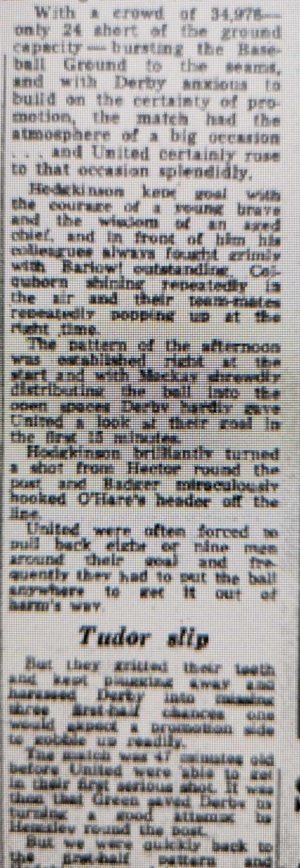 With a crowd of 34,976—
only 24 short of the ground
capacity — bursting the Base-
ball Ground to the seams,
and with Derby anxious to
build on the certainty of pro-
motion, the match had the
atmosphere of a big occasion
. . . and United certainly rose
to that occasion splendidly.
Hodgkinson kept goal with
the courage of a young brave
and the wisdom of an aged
chief, and in front of him his
colleagues always fought grimly
with Barlow outstanding, Col-
quhoun shining repeatedly in
the air and their team-mates
repeatedly popping up at the
right time.
The pattern of the afternoon
was established right at the
start and with Mackay shrewdly
distributing the ball into the
open spaces Derby hardly gave
United a look at their goal in
the first 15 minutes.
Hodgkinson brilliantly turned
a shot from Hector round the
post and Badger miraculously
hooked O'Hare's header off the
line.
United were often forced to
pull back eight or nine men
around their goal and fre-
quently they had to put the ball
anywhere to get it out of
harm's way.
Tudor slip
But they gritted their teeth
and kept plugging away and
harassed Derby into missing
three first-half chances one
would expect a promotion side
to gobble up readily.
The match was 47 minutes old
before United were able to get
in their first serious shot. It was
then that Green saved Derby by
turning a good attempt by
Hemsley round the post.
But we were quickly back to
the first-half pattern and